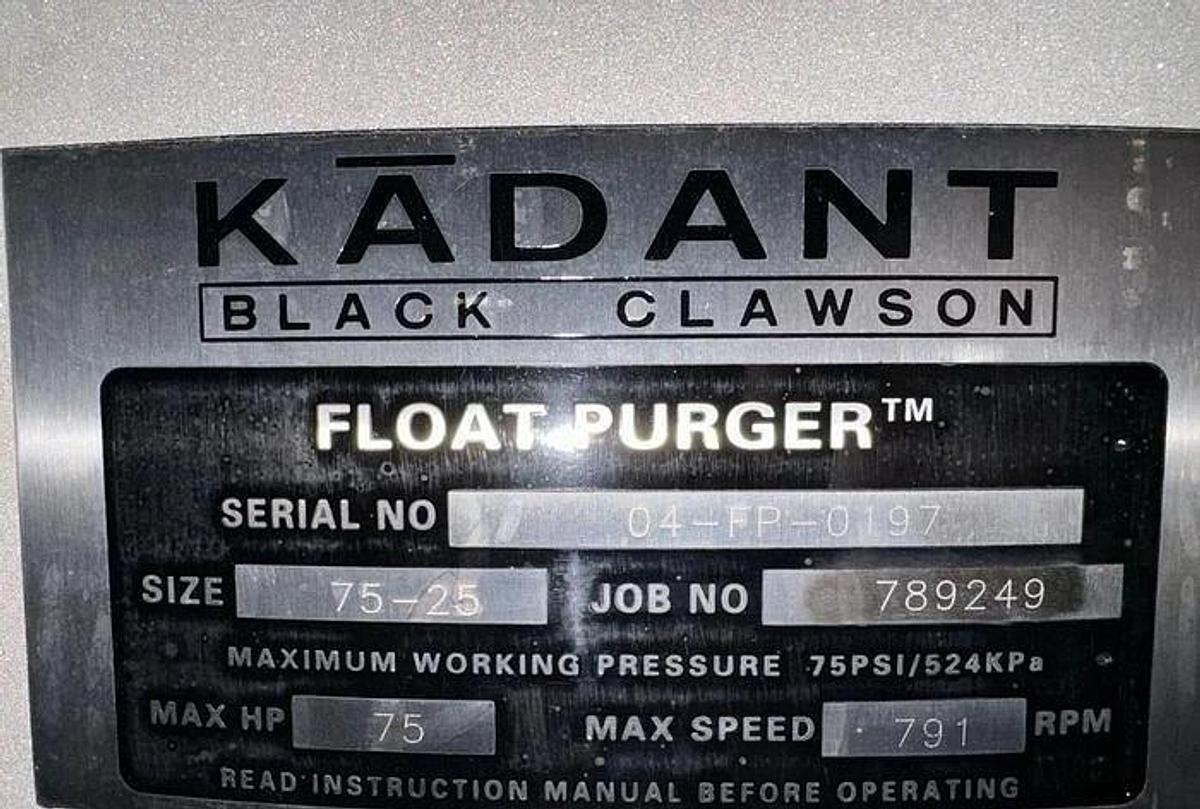 KĀDANT
BLACK CLAWSON
FLOAT PURGER™
SERIAL NO 04-FP-0197
SIZE 75-25 JOB NO 789249
MAXIMUM WORKING PRESSURE 75PSI/524KPa
MAX HP 75 MAX SPEED 791 RPM
READ INSTRUCTION MANUAL BEFORE OPERATING